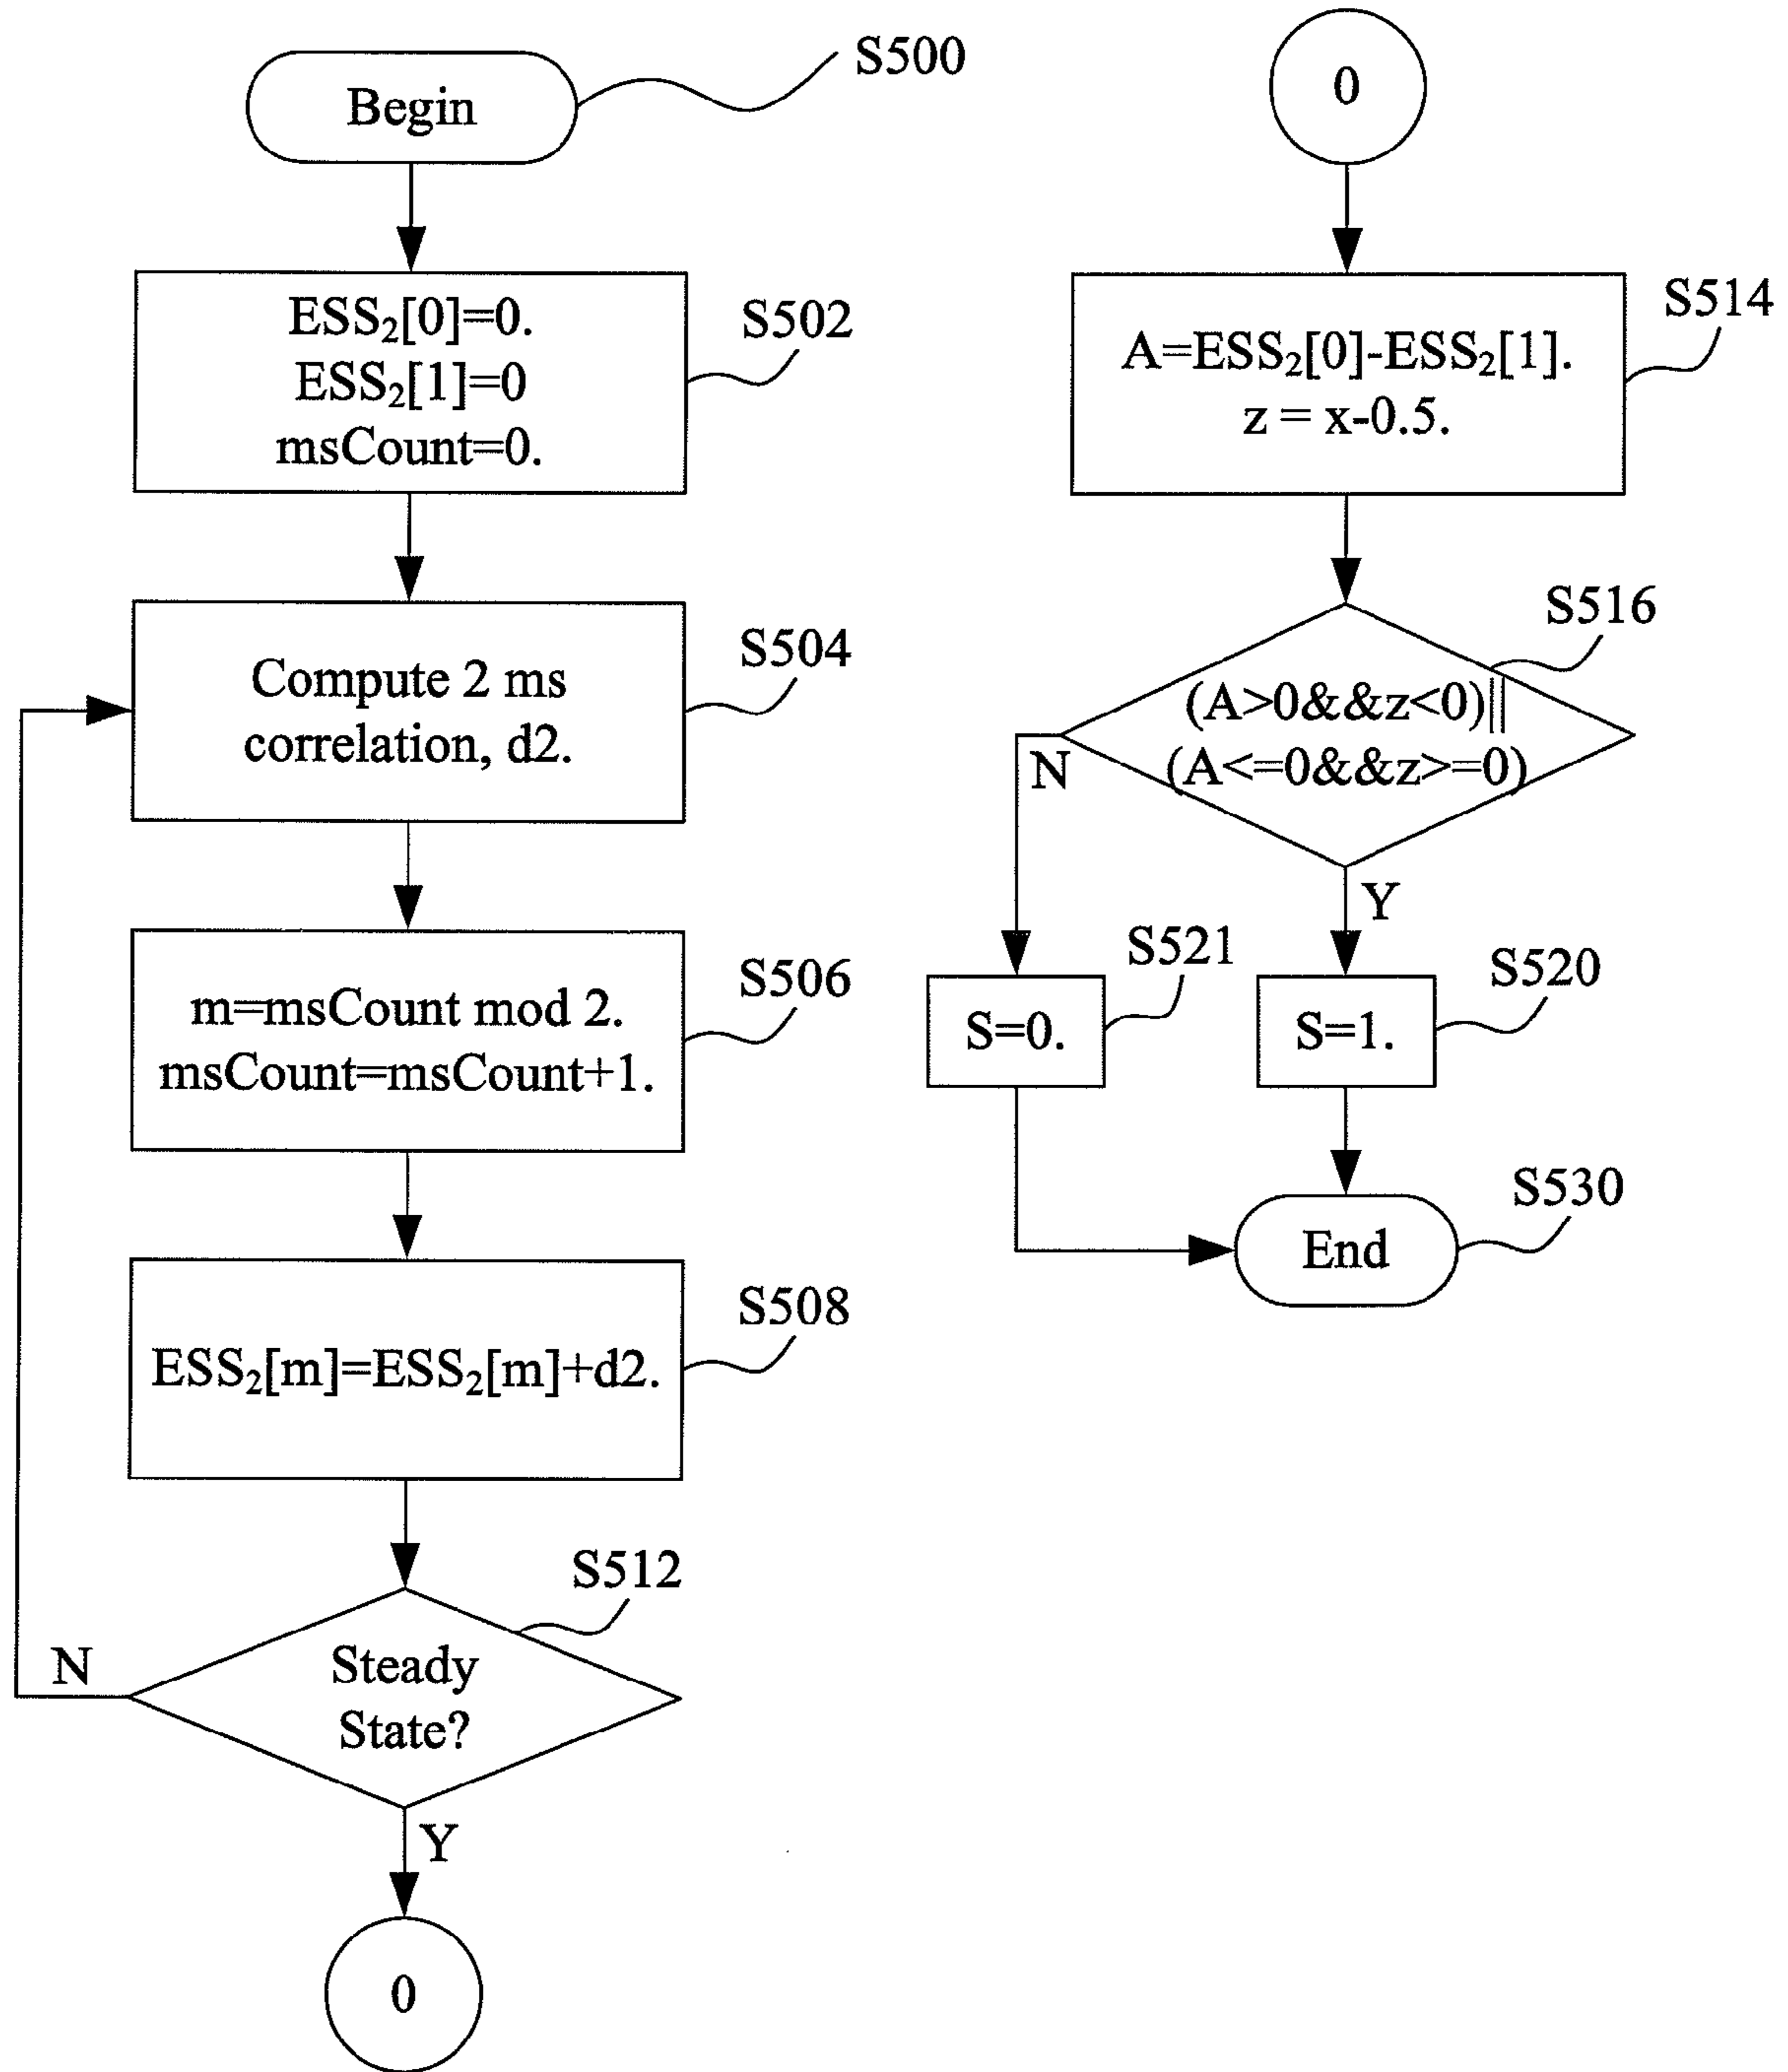 Begin
S500
ESS₂[0]=0.
ESS₂[1]=0
msCount=0.
S502
Compute 2 ms
correlation, d2.
S504
m=msCount mod 2.
msCount=msCount+1.
S506
ESS₂[m]=ESS₂[m]+d2.
S508
Steady
State?
S512
N
Y
0
0
A=ESS₂[0]-ESS₂[1].
z = x-0.5.
S514
(A>0&&z<0)||
(A<=0&&z>=0)
S516
N
Y
S=0.
S521
S=1.
S520
End
S530